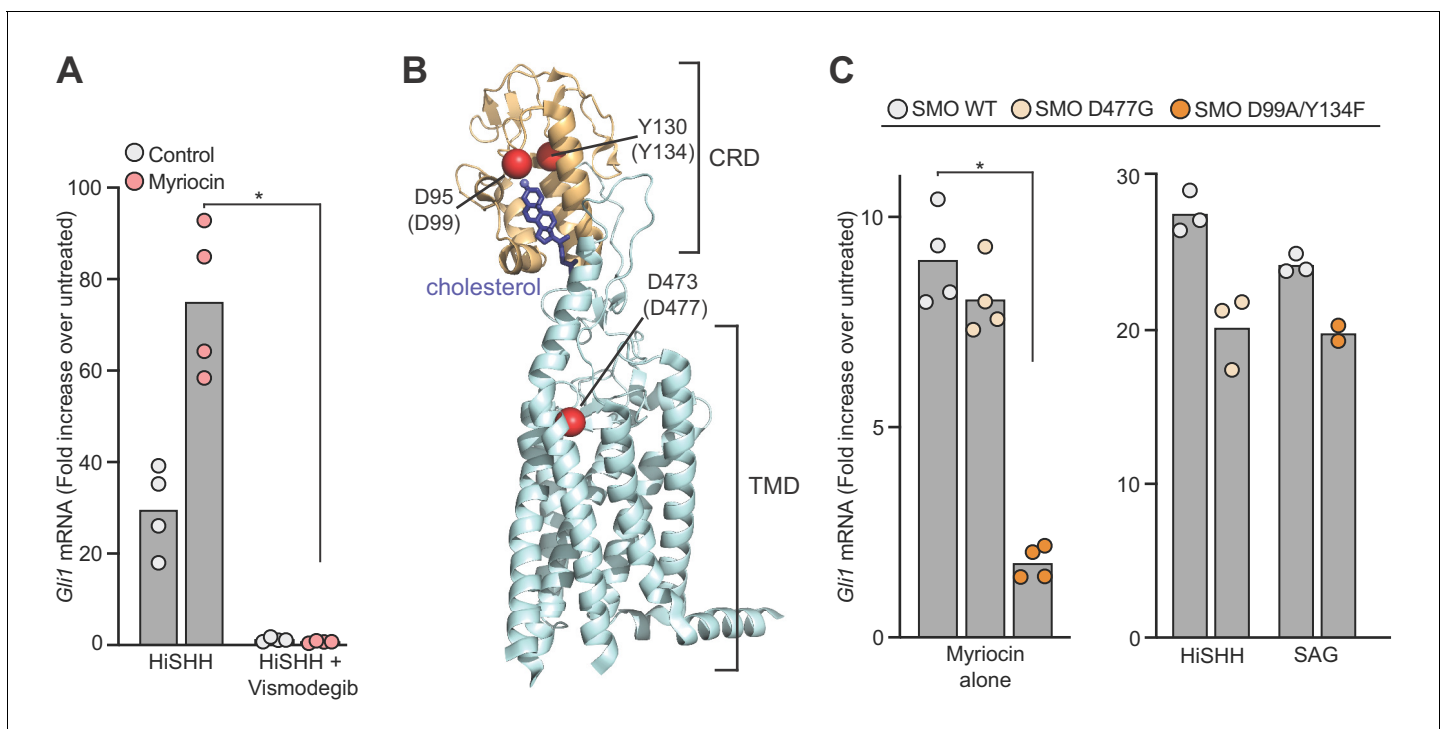 A
Control
Myriocin
Gli1 mRNA (Fold increase over untreated)
100
80
60
40
20
0
*
HiSHH
HiSHH +
Vismodegib
B
Y130
(Y134)
CRD
D95
(D99)
cholesterol
D473
(D477)
TMD
C
SMO WT SMO D477G SMO D99A/Y134F
Gli1 mRNA (Fold increase over untreated)
10
5
0
*
Myriocin
alone
30
20
10
0
HiSHH SAG